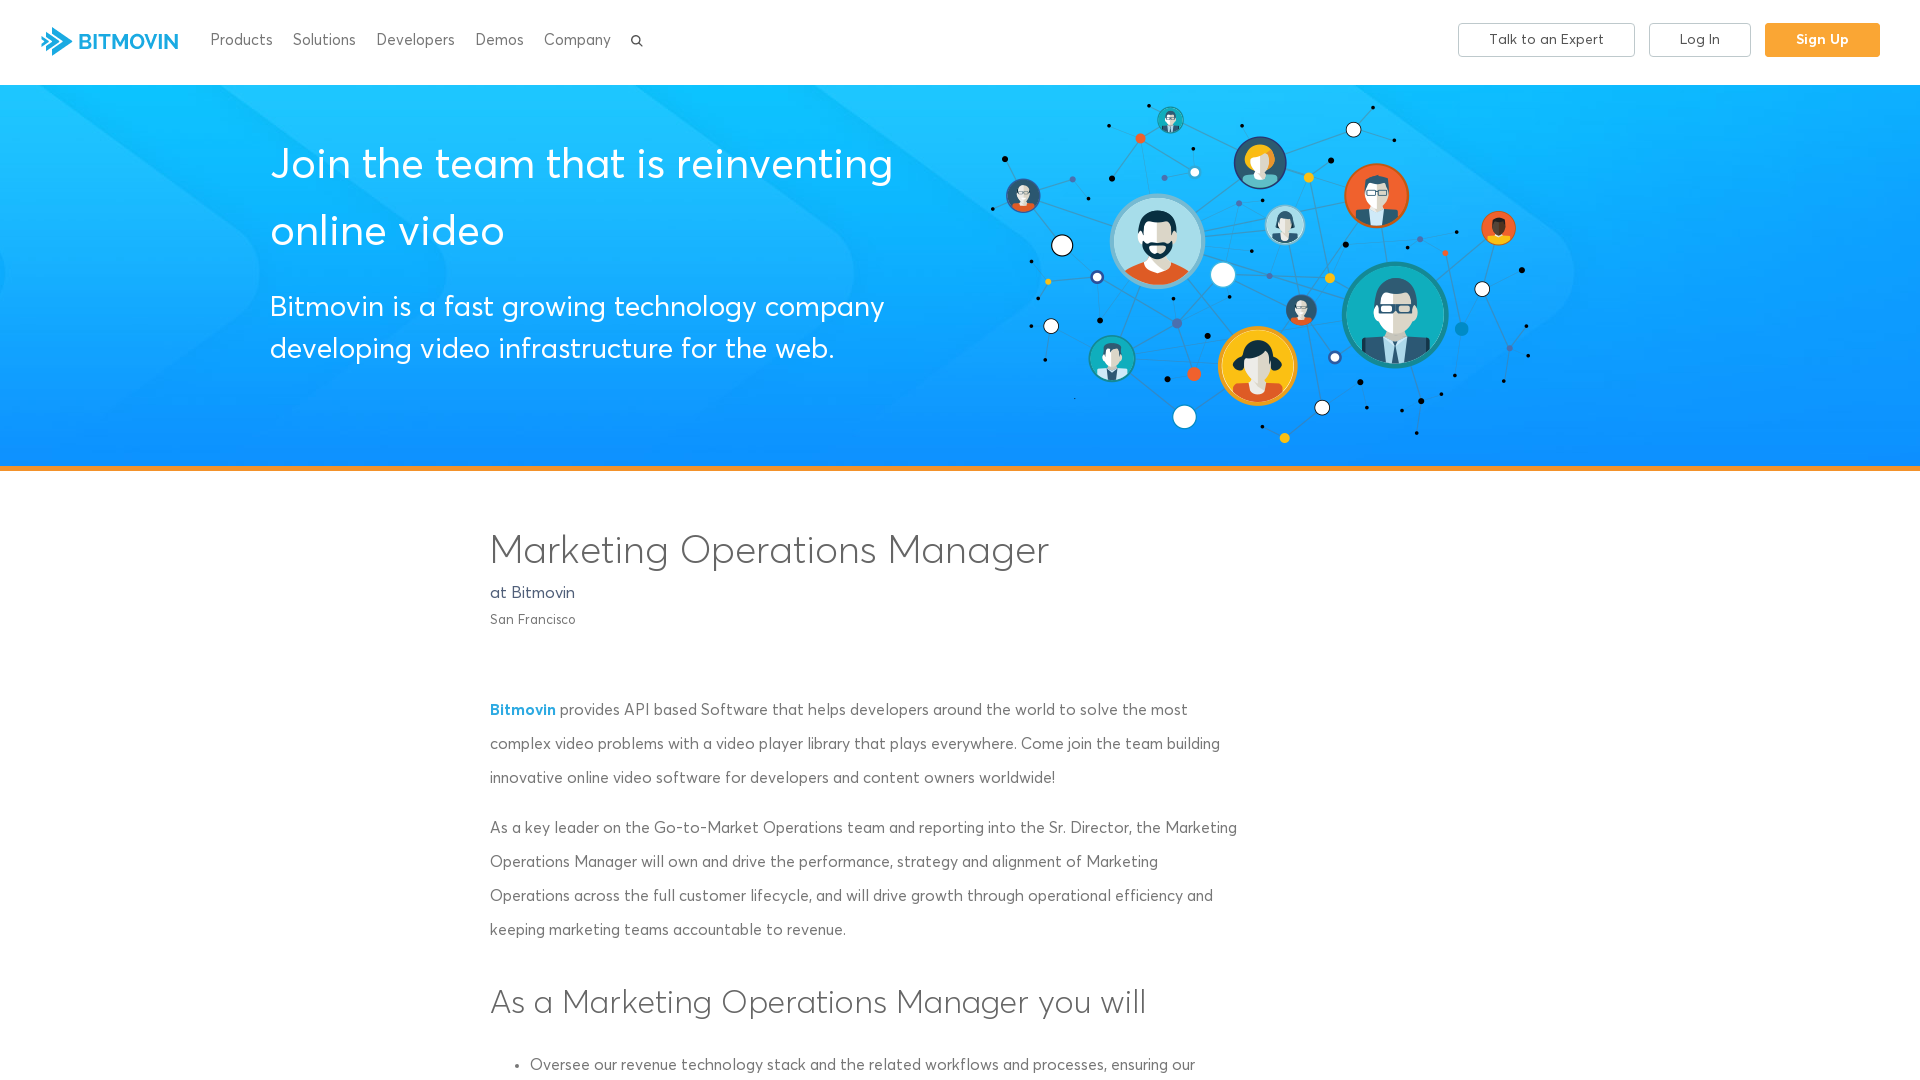 BITMOVIN
Products
Solutions
Developers
Demos
Company
Talk to an Expert
Log In
Sign Up
Join the team that is reinventing
online video
Bitmovin is a fast growing technology company
developing video infrastructure for the web.
Marketing Operations Manager
at Bitmovin
San Francisco
Bitmovin provides API based Software that helps developers around the world to solve the most
complex video problems with a video player library that plays everywhere. Come join the team building
innovative online video software for developers and content owners worldwide!
As a key leader on the Go-to-Market Operations team and reporting into the Sr. Director, the Marketing
Operations Manager will own and drive the performance, strategy and alignment of Marketing
Operations across the full customer lifecycle, and will drive growth through operational efficiency and
keeping marketing teams accountable to revenue.
As a Marketing Operations Manager you will
• Oversee our revenue technology stack and the related workflows and processes, ensuring our